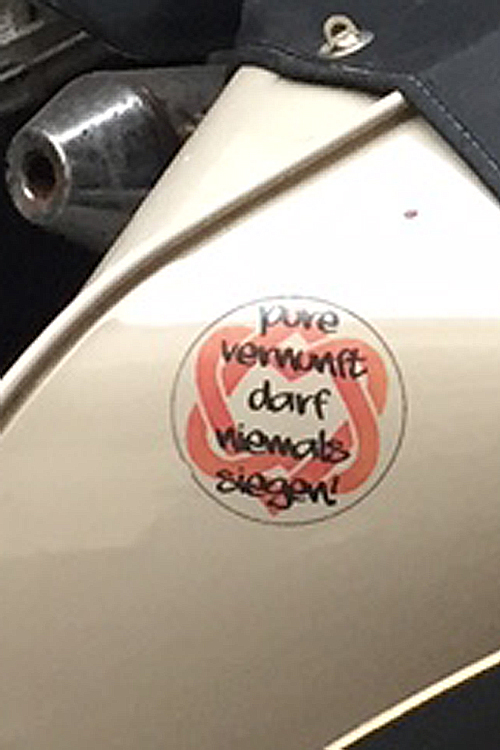 pure
vernunft
darf
niemals
siegen!